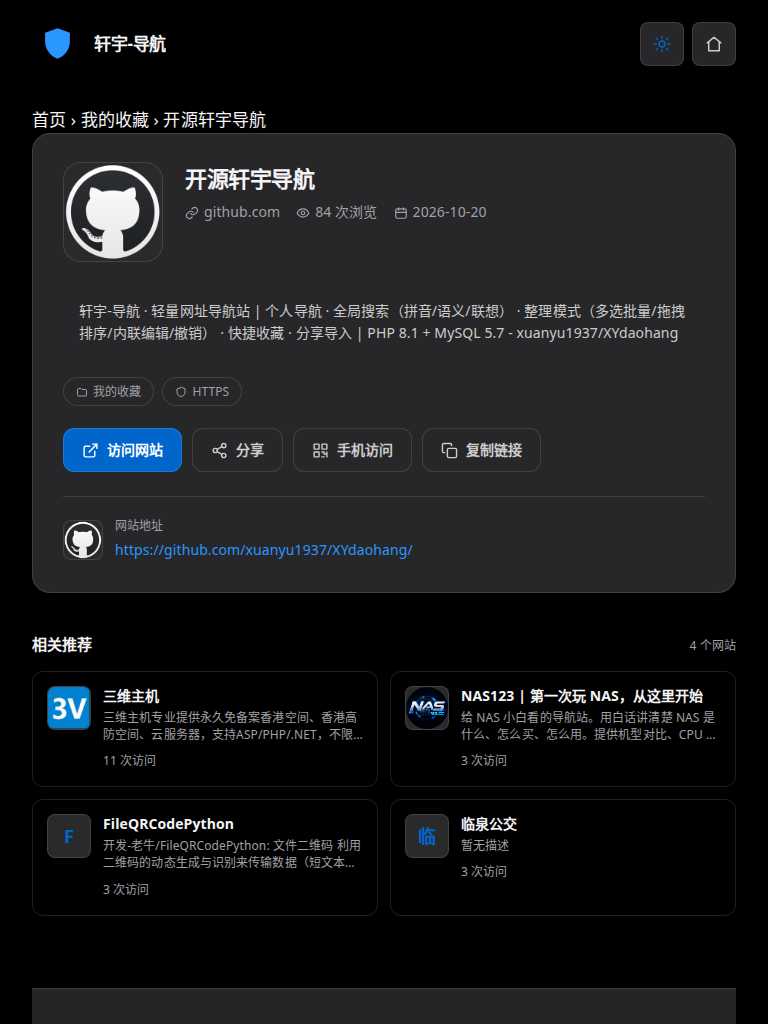 轩宇-导航
首页 › 我的收藏 › 开源轩宇导航
开源轩宇导航
github.com 84 次浏览 2026-10-20
轩宇-导航 · 轻量网址导航站 | 个人导航 · 全局搜索（拼音/语义/联想） · 整理模式（多选批量/拖拽
排序/内联编辑/撤销） · 快捷收藏 · 分享导入 | PHP 8.1 + MySQL 5.7 - xuanyu1937/XYdaohang
我的收藏 HTTPS
访问网站 分享 手机访问 复制链接
网站地址
https://github.com/xuanyu1937/XYdaohang/
相关推荐 4 个网站
3V
三维主机
三维主机专业提供永久免备案香港空间、香港高
防空间、云服务器，支持ASP/PHP/.NET，不限...
11 次访问
NAS
NAS123 | 第一次玩 NAS，从这里开始
给 NAS 小白看的导航站。用白话讲清楚 NAS 是
什么、怎么买、怎么用。提供机型对比、CPU ...
3 次访问
F
FileQRCodePython
开发-老牛/FileQRCodePython: 文件二维码 利用
二维码的动态生成与识别来传输数据（短文本...
3 次访问
临
临泉公交
暂无描述
3 次访问